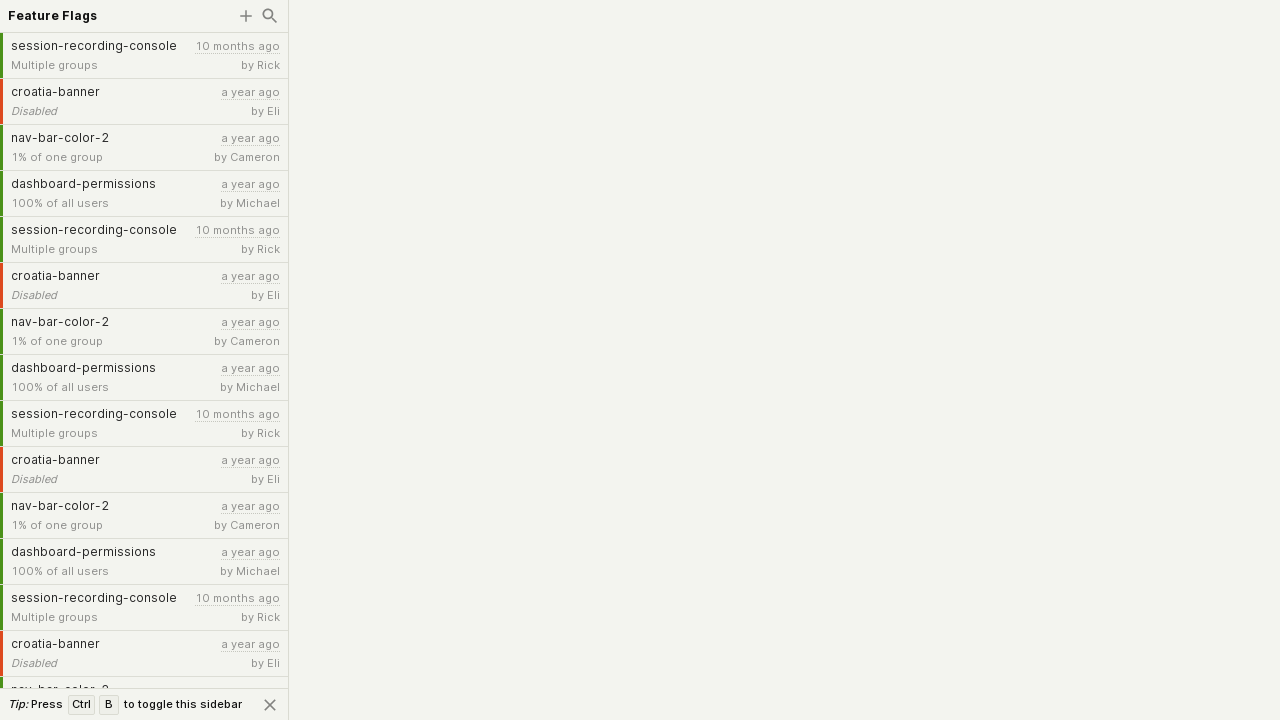 Feature Flags
session-recording-console 10 months ago
Multiple groups by Rick
croatia-banner a year ago
Disabled by Eli
nav-bar-color-2 a year ago
1% of one group by Cameron
dashboard-permissions a year ago
100% of all users by Michael
session-recording-console 10 months ago
Multiple groups by Rick
croatia-banner a year ago
Disabled by Eli
nav-bar-color-2 a year ago
1% of one group by Cameron
dashboard-permissions a year ago
100% of all users by Michael
session-recording-console 10 months ago
Multiple groups by Rick
croatia-banner a year ago
Disabled by Eli
nav-bar-color-2 a year ago
1% of one group by Cameron
dashboard-permissions a year ago
100% of all users by Michael
session-recording-console 10 months ago
Multiple groups by Rick
croatia-banner a year ago
Disabled by Eli
nav-bar-color-2
Tip: Press Ctrl B to toggle this sidebar